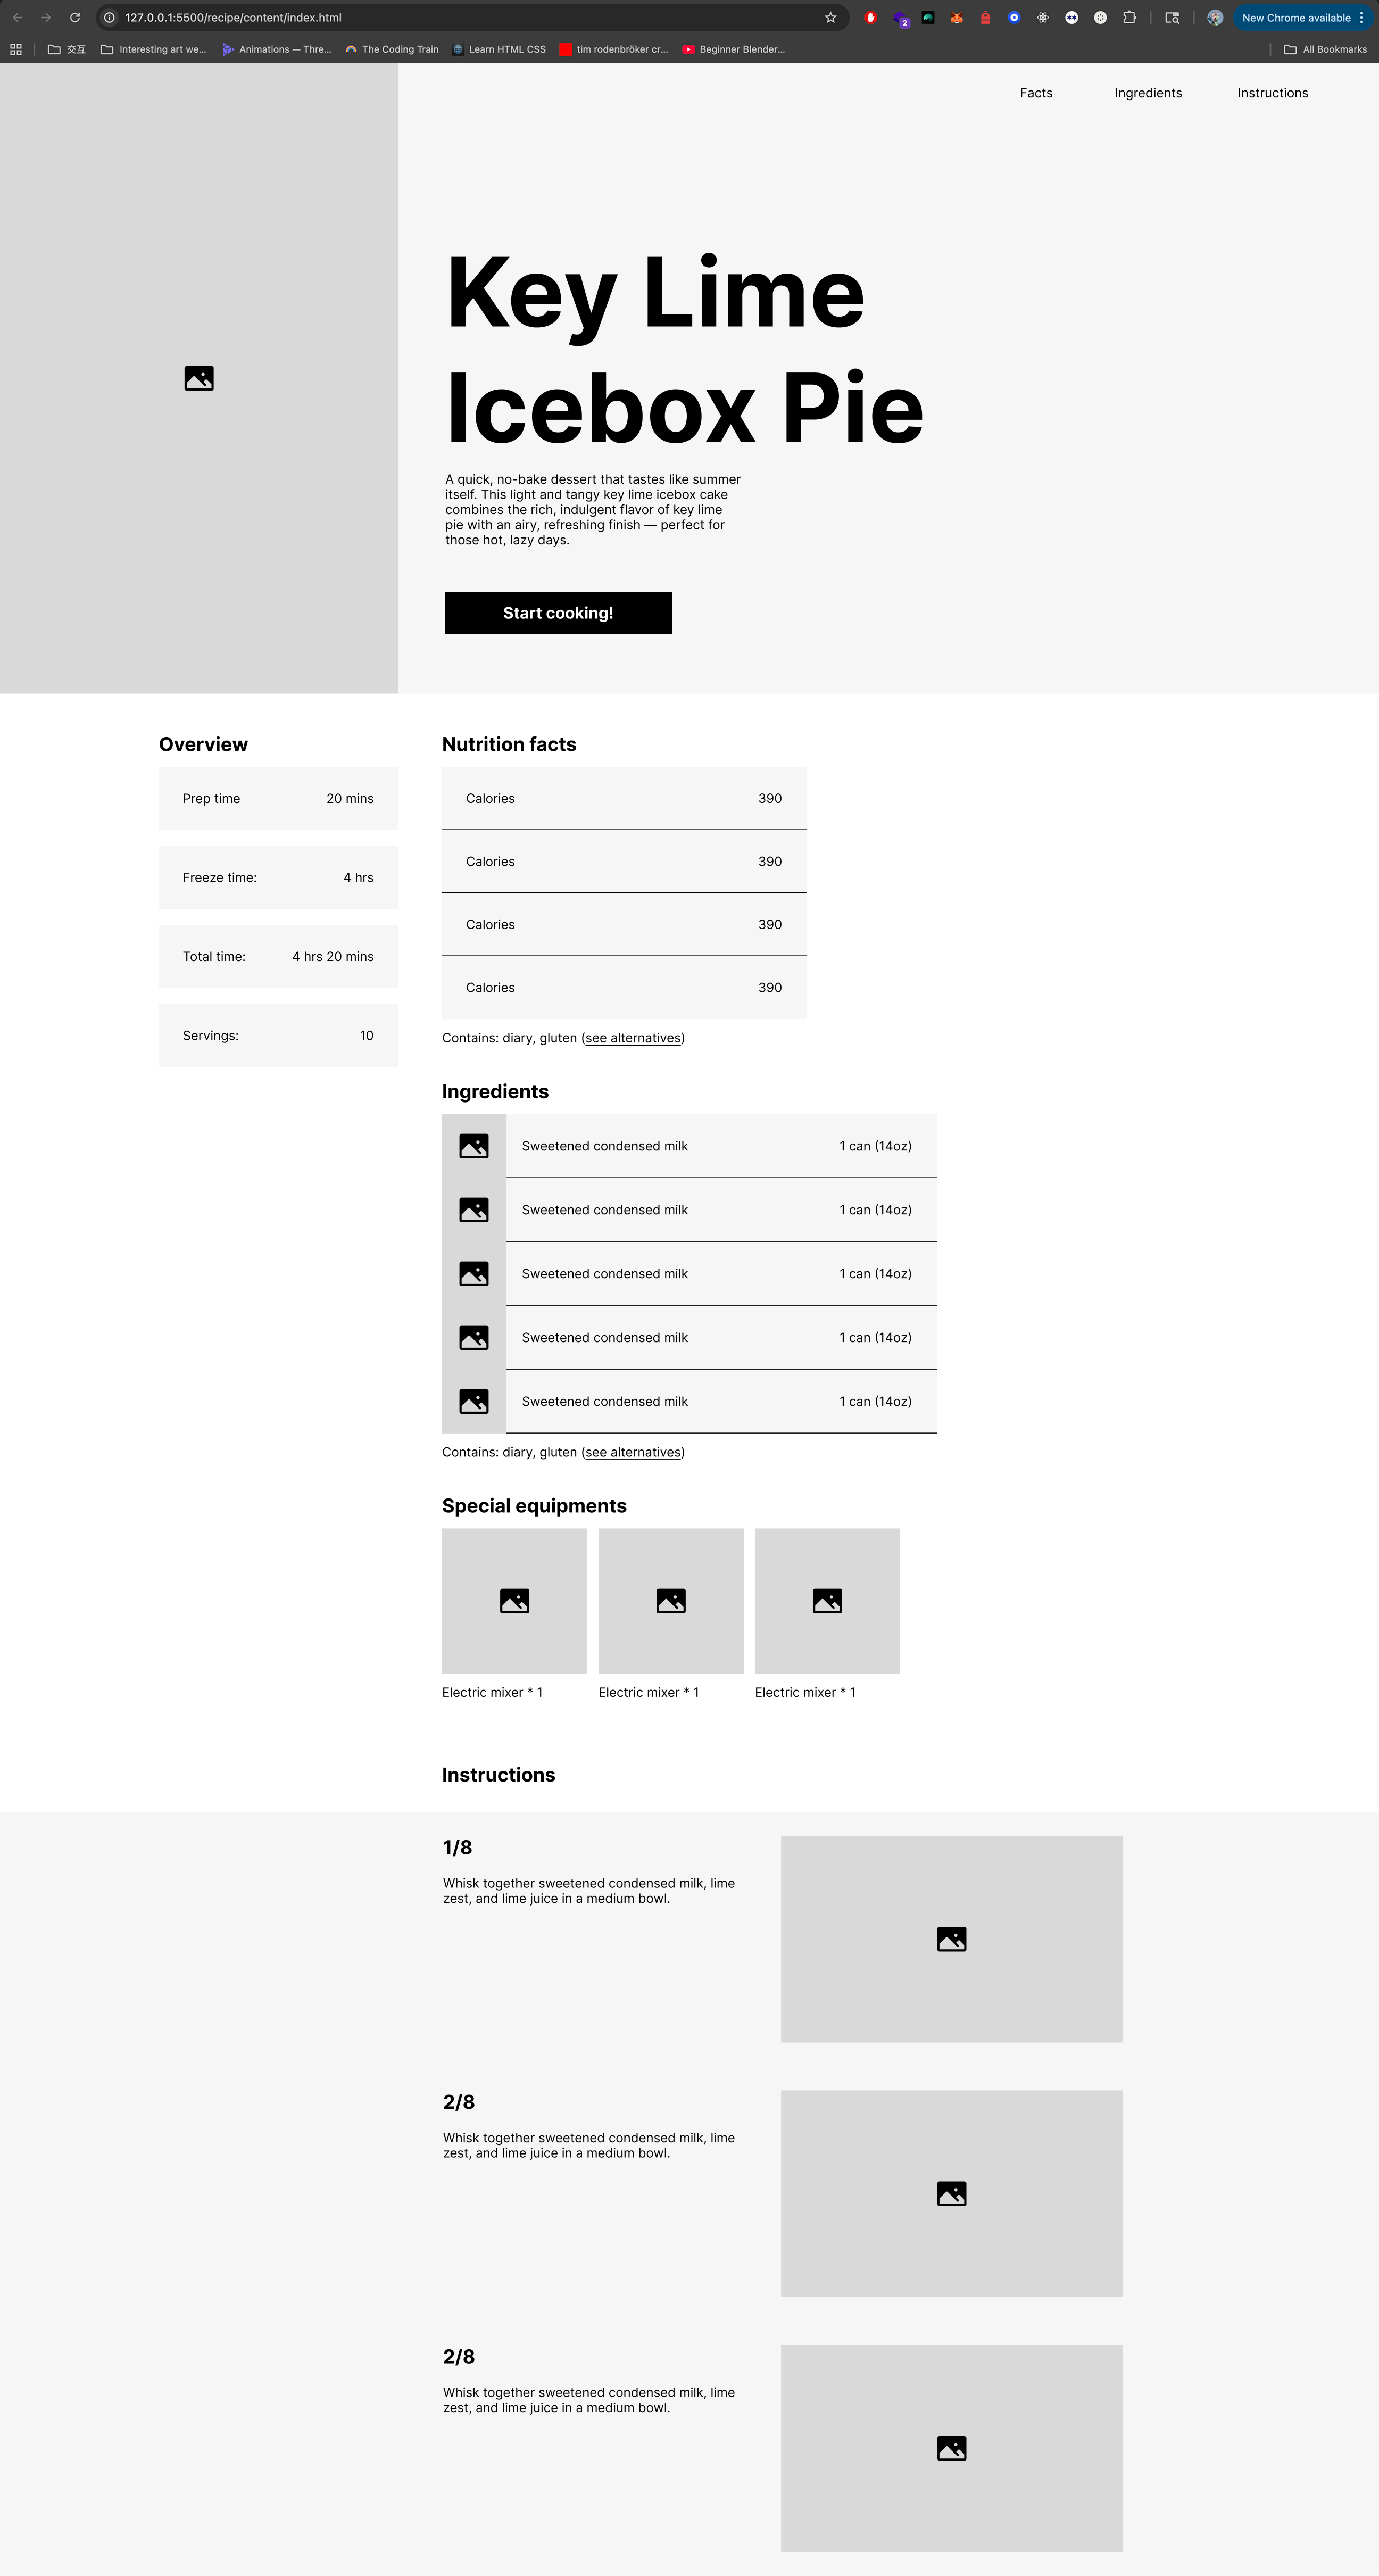 127.0.0.1:5500/recipe/content/index.html
2
New Chrome available
交互
Interesting art we...
Animations — Thre...
The Coding Train
Learn HTML CSS
tim rodenbröker cr...
Beginner Blender...
All Bookmarks
Facts Ingredients Instructions
Key Lime
Icebox Pie
A quick, no-bake dessert that tastes like summer
itself. This light and tangy key lime icebox cake
combines the rich, indulgent flavor of key lime
pie with an airy, refreshing finish — perfect for
those hot, lazy days.
Start cooking!
Overview
Prep time 20 mins
Freeze time: 4 hrs
Total time: 4 hrs 20 mins
Servings: 10
Nutrition facts
Calories 390
Calories 390
Calories 390
Calories 390
Contains: diary, gluten (see alternatives)
Ingredients
Sweetened condensed milk 1 can (14oz)
Sweetened condensed milk 1 can (14oz)
Sweetened condensed milk 1 can (14oz)
Sweetened condensed milk 1 can (14oz)
Sweetened condensed milk 1 can (14oz)
Contains: diary, gluten (see alternatives)
Special equipments
Electric mixer * 1 Electric mixer * 1 Electric mixer * 1
Instructions
1/8
Whisk together sweetened condensed milk, lime
zest, and lime juice in a medium bowl.
2/8
Whisk together sweetened condensed milk, lime
zest, and lime juice in a medium bowl.
2/8
Whisk together sweetened condensed milk, lime
zest, and lime juice in a medium bowl.